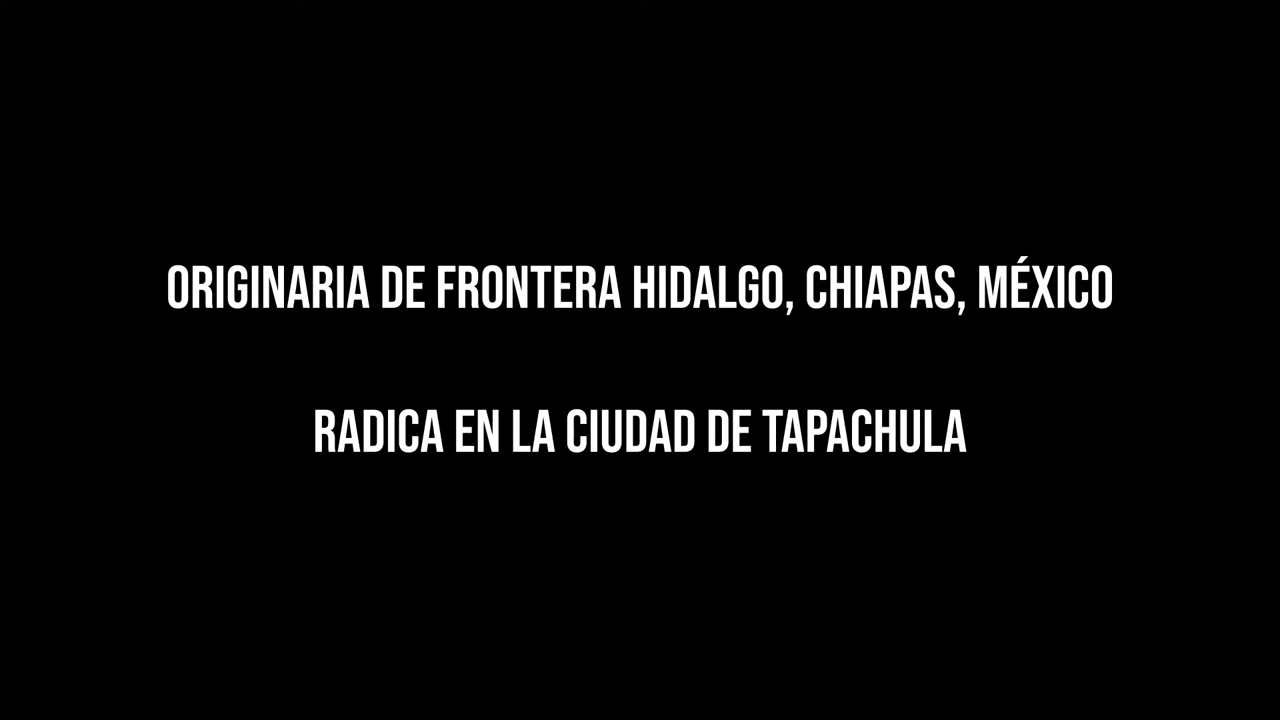 ORIGINARIA DE FRONTERA HIDALGO, CHIAPAS, MÉXICO
RADICA EN LA CIUDAD DE TAPACHULA